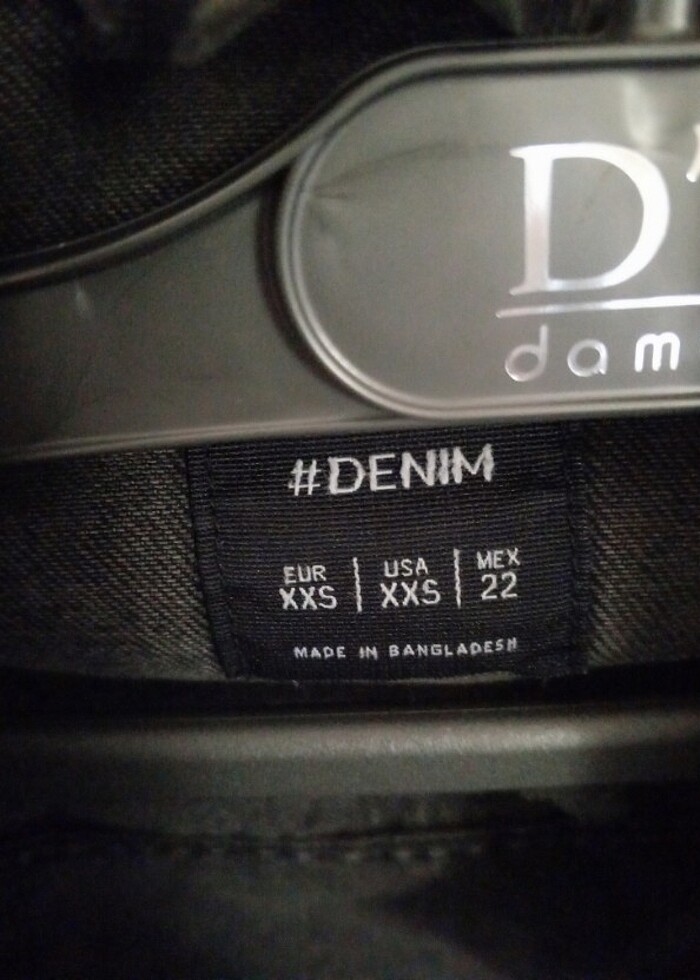 D'
dam
#DENIM
EUR | USA | MEX
XXS | XXS | 22
MADE IN BANGLADESH